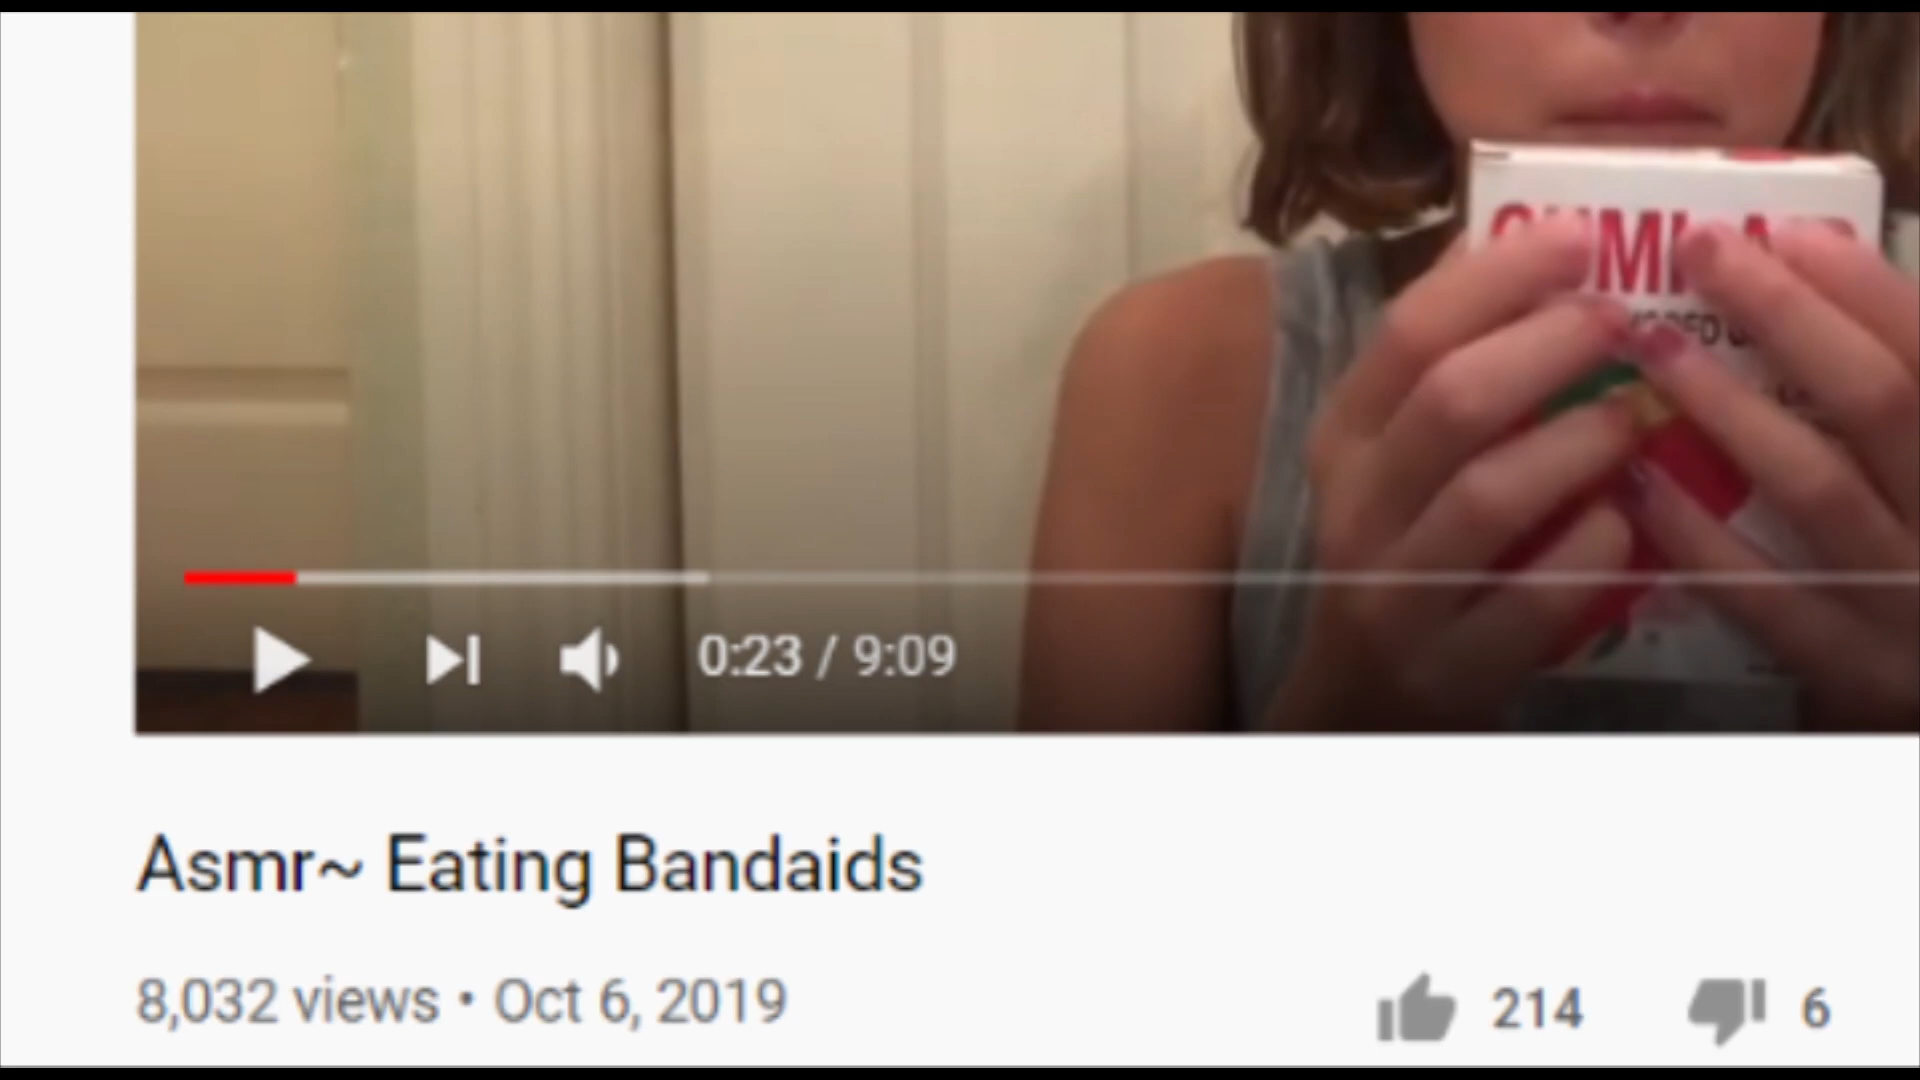 0:23 / 9:09
Asmr~ Eating Bandaids
8,032 views • Oct 6, 2019
214
6